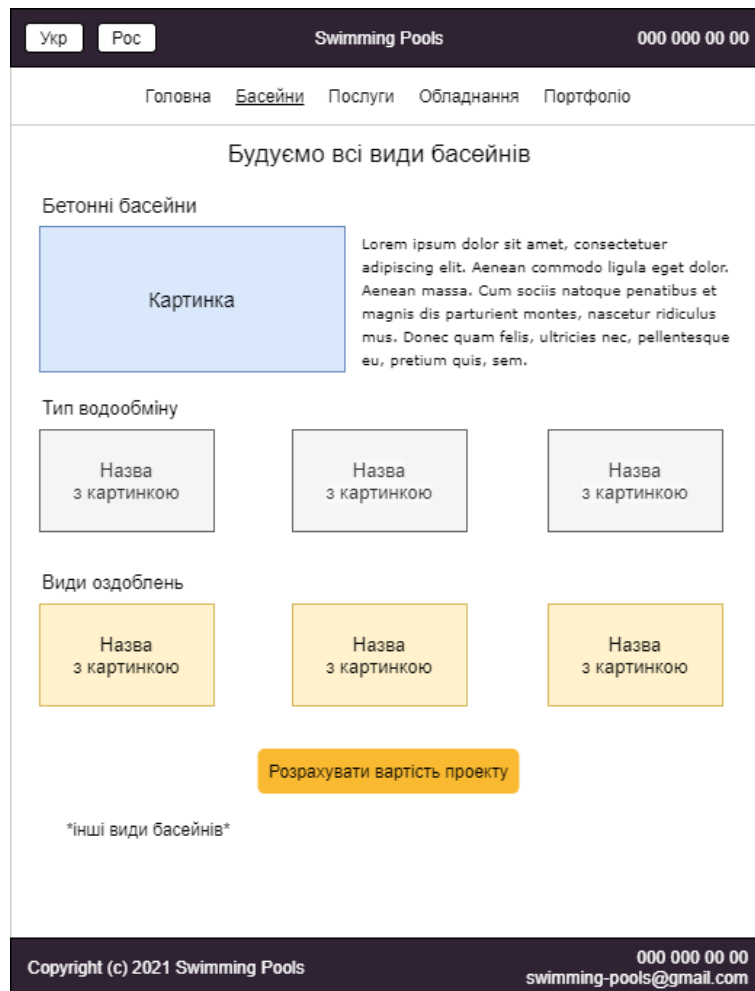 Укр Рос Swimming Pools 000 000 00 00
Головна Басейни Послуги Обладнання Портфоліо
Будуємо всі види басейнів
Бетонні басейни
Картинка
Lorem ipsum dolor sit amet, consectetuer
adipiscing elit. Aenean commodo ligula eget dolor.
Aenean massa. Cum sociis natoque penatibus et
magnis dis parturient montes, nascetur ridiculus
mus. Donec quam felis, ultricies nec, pellentesque
eu, pretium quis, sem.
Тип водообміну
Назва
з картинкою
Назва
з картинкою
Назва
з картинкою
Види оздоблень
Назва
з картинкою
Назва
з картинкою
Назва
з картинкою
Розрахувати вартість проекту
*інші види басейнів*
Copyright (c) 2021 Swimming Pools
000 000 00 00
swimming-pools@gmail.com